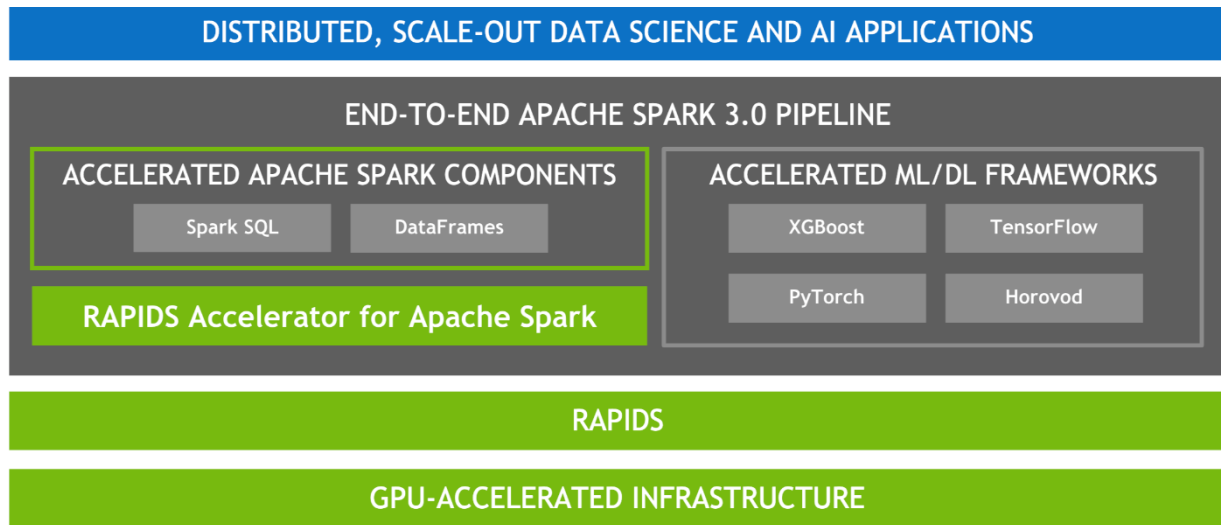 DISTRIBUTED, SCALE-OUT DATA SCIENCE AND AI APPLICATIONS
END-TO-END APACHE SPARK 3.0 PIPELINE
ACCELERATED APACHE SPARK COMPONENTS
Spark SQL
DataFrames
RAPIDS Accelerator for Apache Spark
ACCELERATED ML/DL FRAMEWORKS
XGBoost
TensorFlow
PyTorch
Horovod
RAPIDS
GPU-ACCELERATED INFRASTRUCTURE